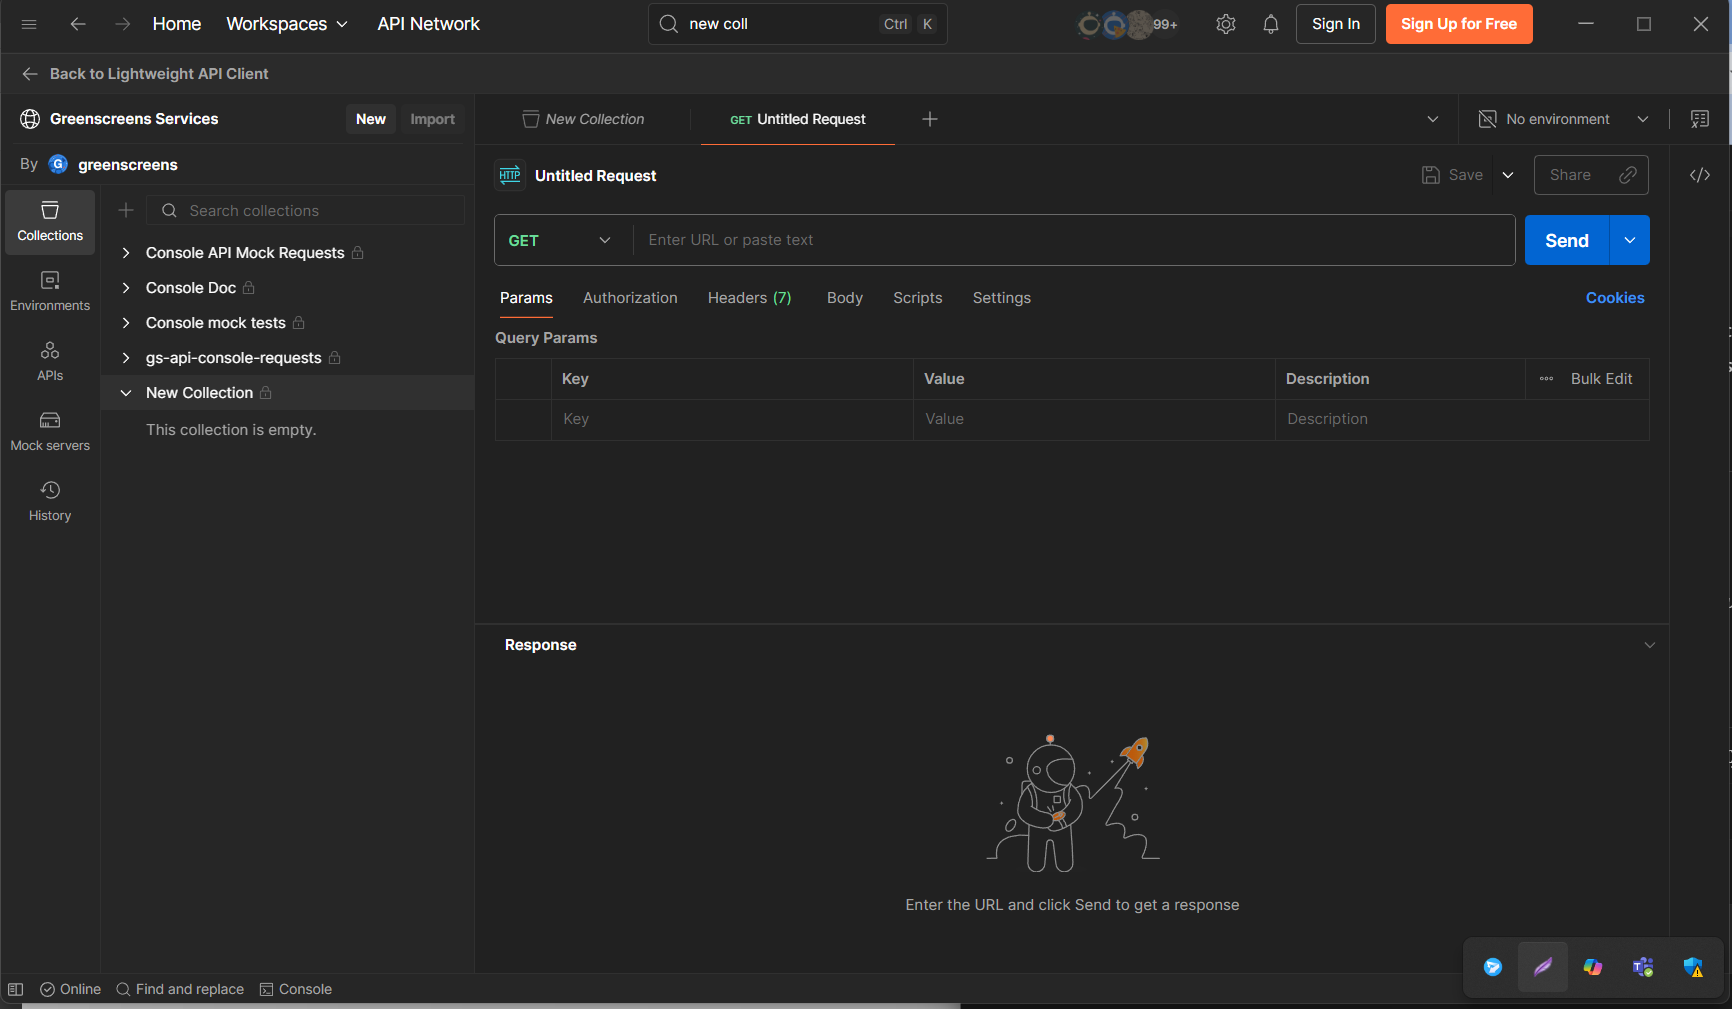 Home
Workspaces
API Network
new coll
Ctrl
K
99+
Sign In
Sign Up for Free
Back to Lightweight API Client
Greenscreens Services
New
Import
New Collection
GET Untitled Request
No environment
By
G
greenscreens
HTTP
Untitled Request
Save
Share
Collections
Search collections
GET
Enter URL or paste text
Send
Console API Mock Requests
Console Doc
Console mock tests
gs-api-console-requests
New Collection
This collection is empty.
Environments
APIs
Mock servers
History
Params
Authorization
Headers (7)
Body
Scripts
Settings
Cookies
Query Params
Key
Value
Description
Bulk Edit
Key
Value
Description
Response
Enter the URL and click Send to get a response
Online
Find and replace
Console